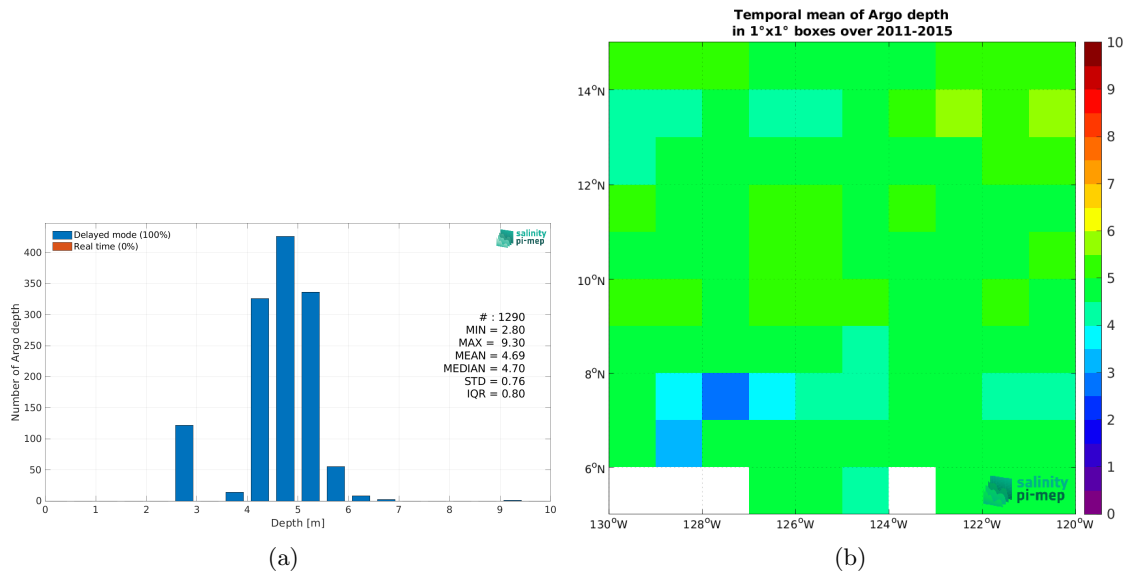 Delayed mode (100%)
Real time (0%)
salinity
pi-mep
# : 1290
MIN = 2.80
MAX = 9.30
MEAN = 4.69
MEDIAN = 4.70
STD = 0.76
IQR = 0.80
Number of Argo depth
400
350
300
250
200
150
100
50
0
0 1 2 3 4 5 6 7 8 9 10
Depth [m]
(a)
Temporal mean of Argo depth
in 1°x1° boxes over 2011-2015
14°N
12°N
10°N
8°N
6°N
130°W 128°W 126°W 124°W 122°W 120°W
salinity
pi-mep
10
9
8
7
6
5
4
3
2
1
0
(b)